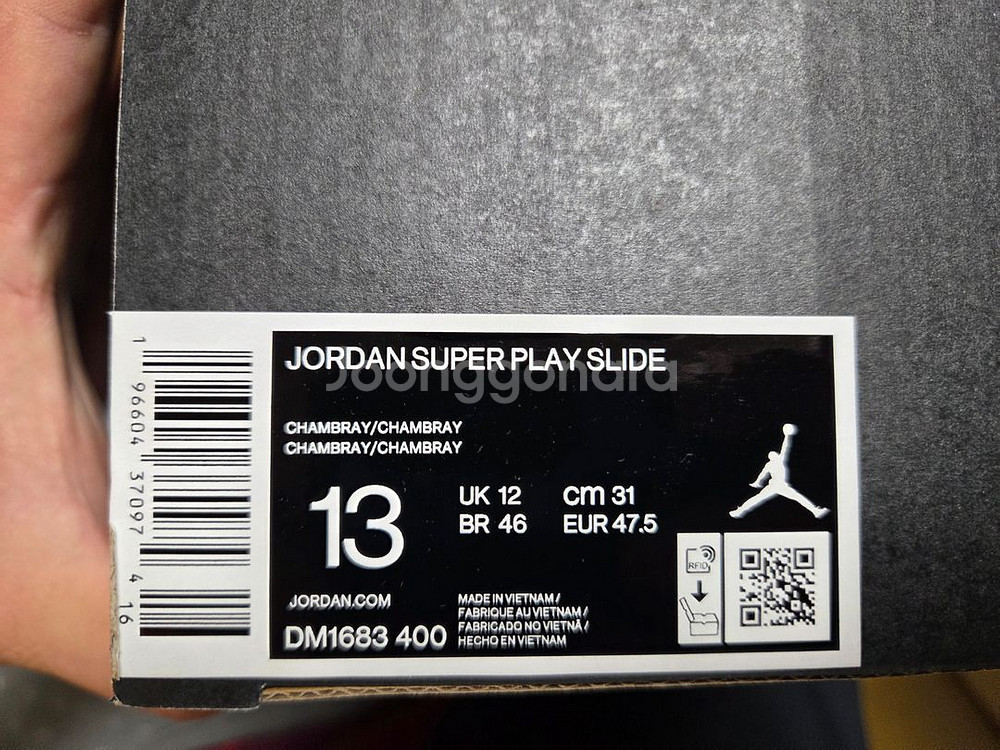 JORDAN SUPER PLAY SLIDE
Joonggonara
CHAMBRAY/CHAMBRAY
CHAMBRAY/CHAMBRAY
13
UK 12
cm 31
BR 46
EUR 47.5
JORDAN.COM
DM1683 400
MADE IN VIETNAM /
FABRIQUE AU VIETNAM /
FABRICADO NO VIETNÃ /
HECHO EN VIETNAM
RFID
1 96604 37097 4 16